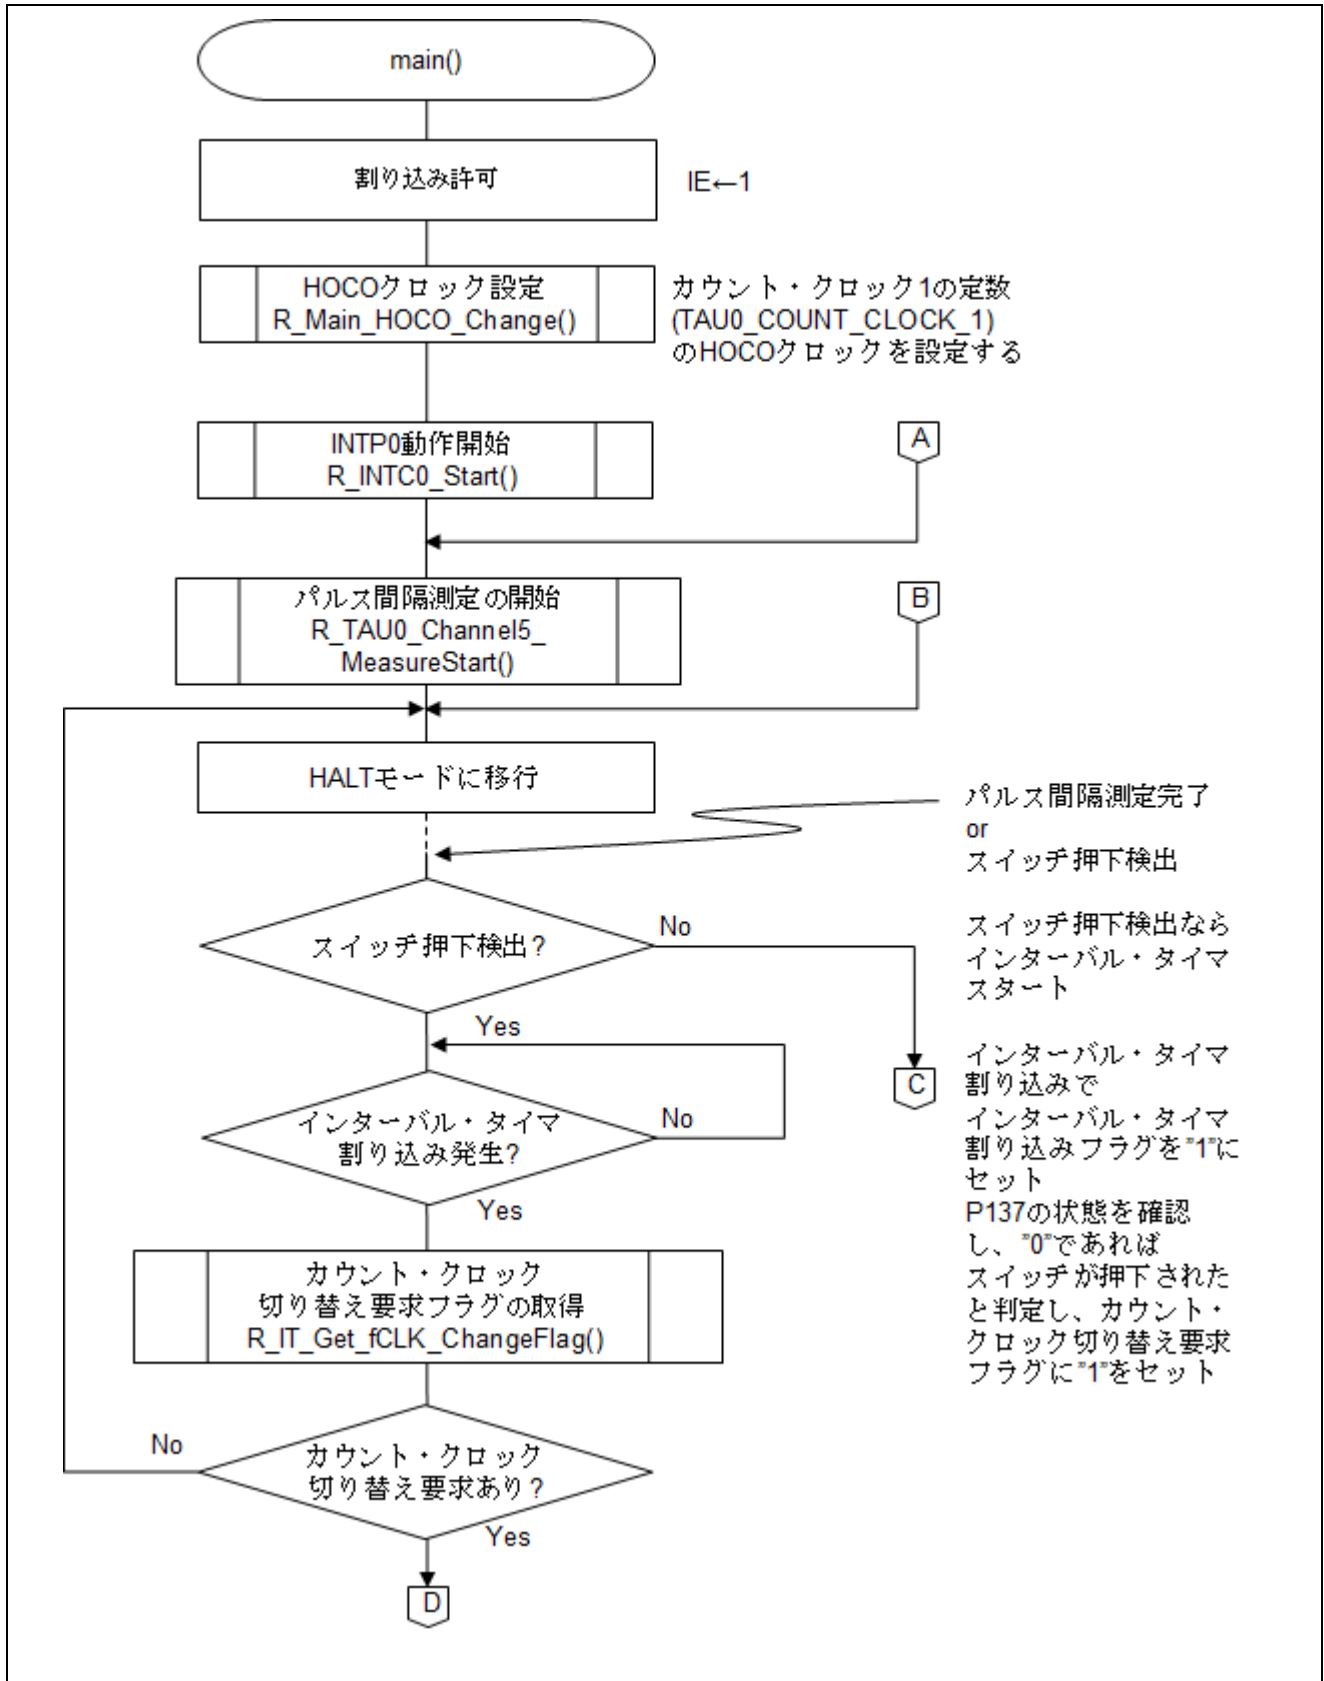 main()
割り込み許可
IE←1
HOCOクロック設定
R_Main_HOCO_Change()
カウント・クロック1の定数
(TAU0_COUNT_CLOCK_1)
のHOCOクロックを設定する
INTP0動作開始
R_INTC0_Start()
A
パルス間隔測定の開始
R_TAU0_Channel5_
MeasureStart()
B
HALTモードに移行
パルス間隔測定完了
or
スイッチ押下検出
スイッチ押下検出?
No
Yes
スイッチ押下検出なら
インターバル・タイマ
スタート
C
インターバル・タイマ
割り込み発生?
No
Yes
インターバル・タイマ
割り込みで
インターバル・タイマ
割り込みフラグを”1”に
セット
P137の状態を確認
し、”0”であれば
スイッチが押下された
と判定し、カウント・
クロック切り替え要求
フラグに”1”をセット
カウント・クロック
切り替え要求フラグの取得
R_IT_Get_fCLK_ChangeFlag()
カウント・クロック
切り替え要求あり?
No
Yes
D